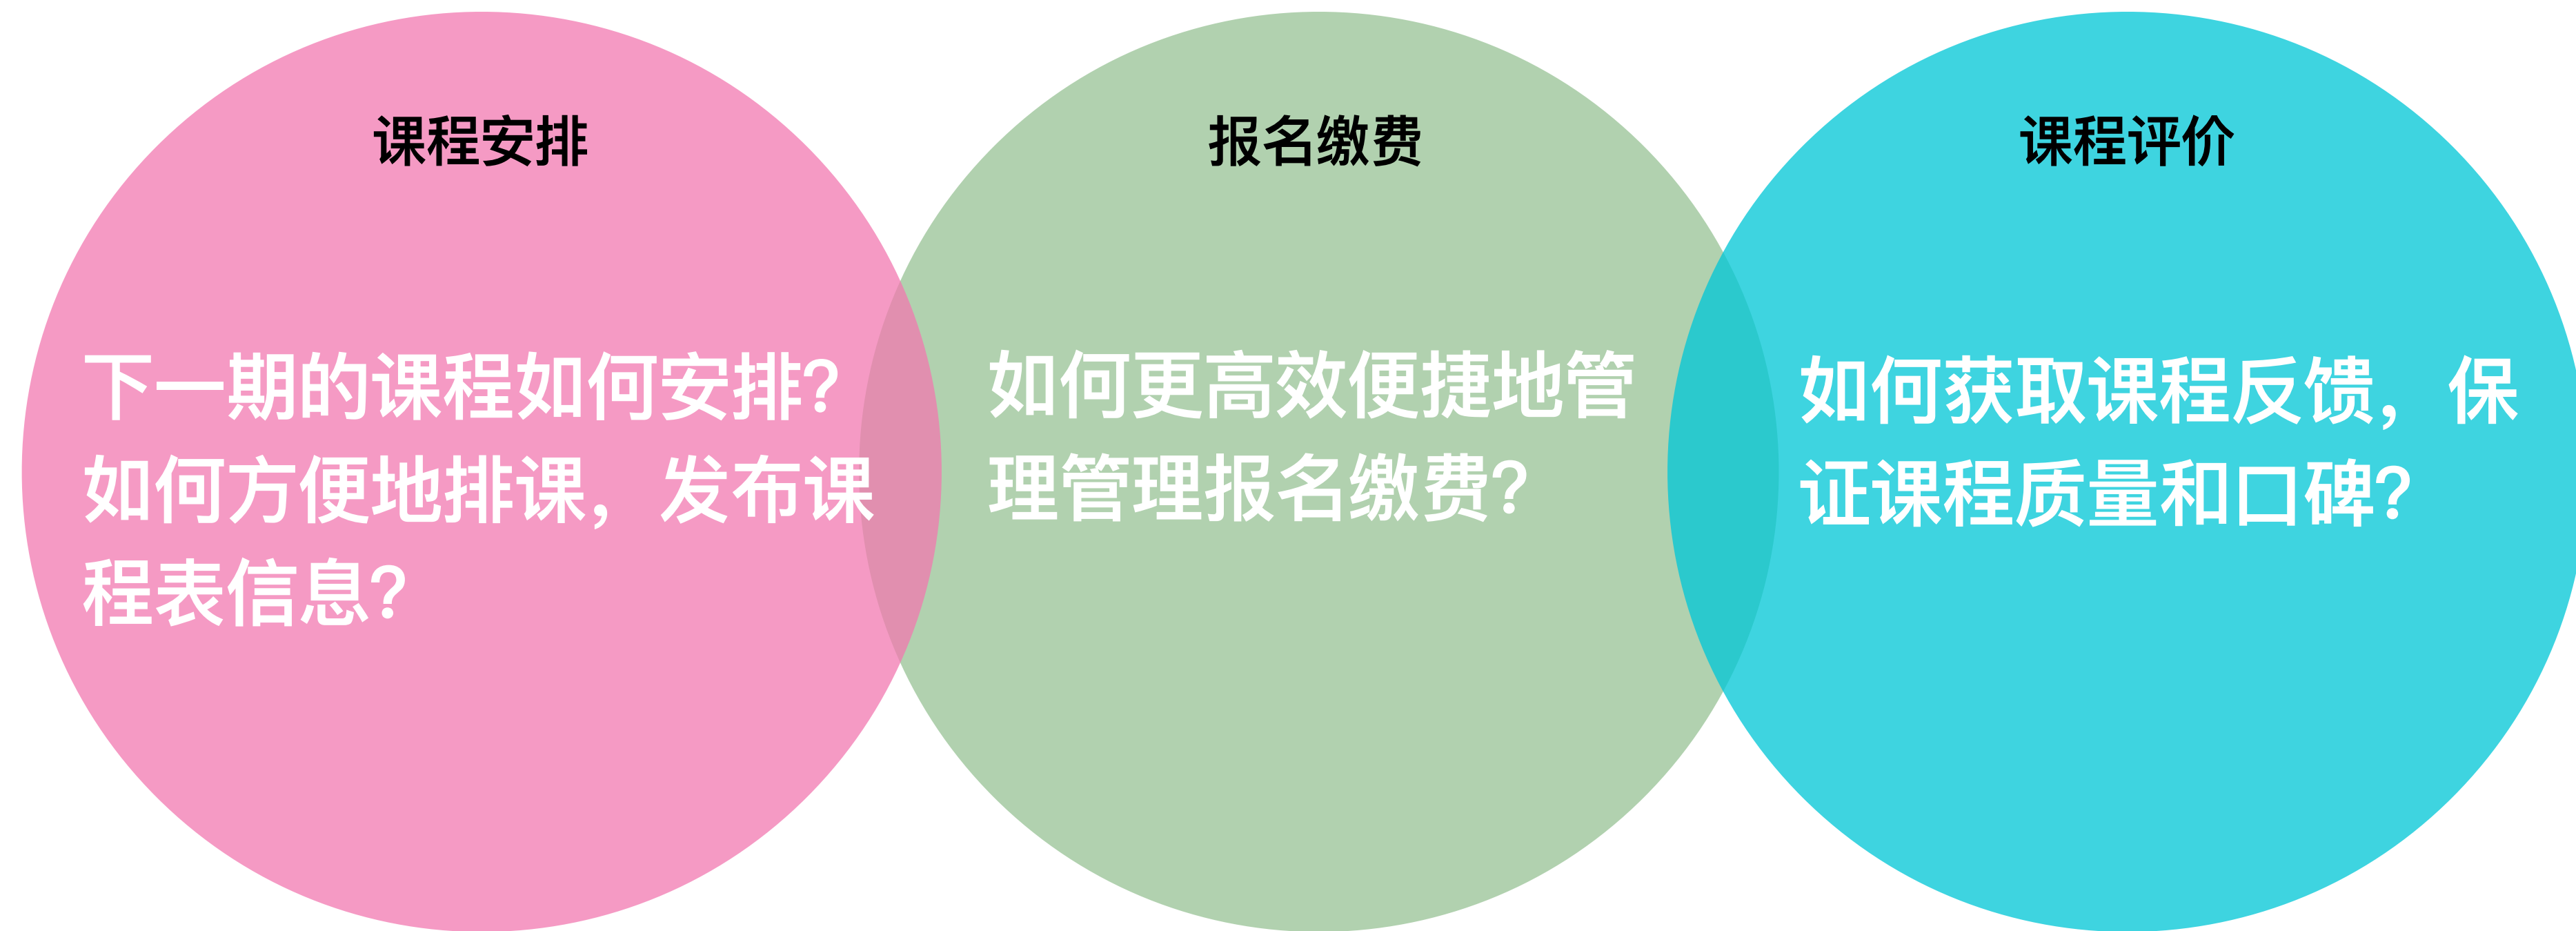 课程安排
下一期的课程如何安排？
如何方便地排课，发布课
程表信息？
报名缴费
如何更高效便捷地管
理管理报名缴费？
课程评价
如何获取课程反馈，保
证课程质量和口碑？